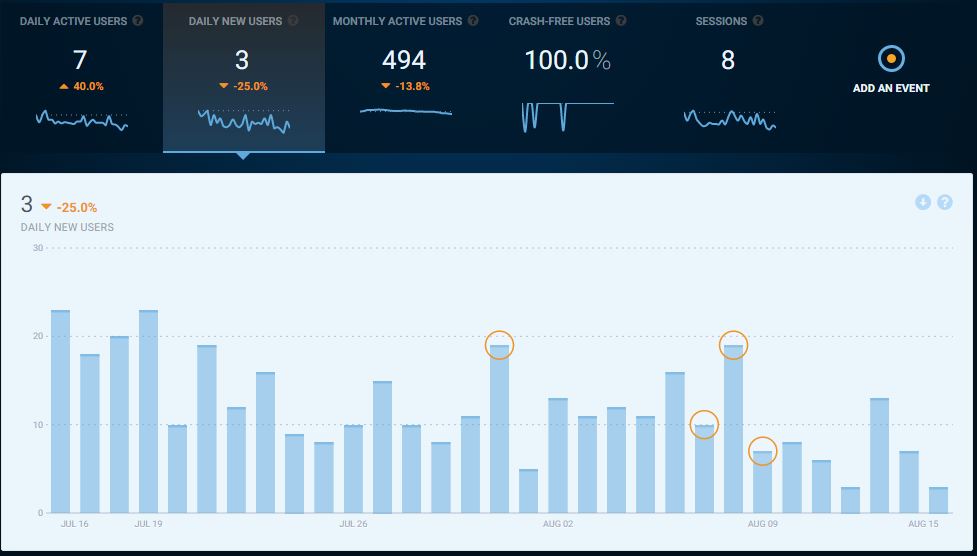 DAILY ACTIVE USERS ? DAILY NEW USERS ? MONTHLY ACTIVE USERS ? CRASH-FREE USERS ? SESSIONS ?
7 3 494 100.0 % 8
40.0% -25.0% -13.8%
ADD AN EVENT
3 -25.0% ?
DAILY NEW USERS
30
20
10
0
JUL 16 JUL 19 JUL 26 AUG 02 AUG 09 AUG 15